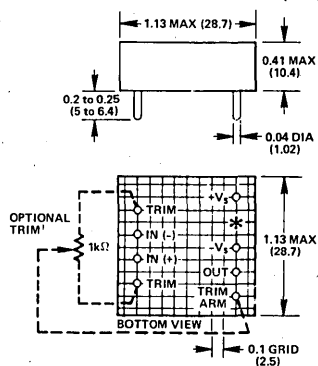 1.13 MAX (28.7)
0.41 MAX
(10.4)
0.2 to 0.25
(5 to 6.4)
0.04 DIA
(1.02)
OPTIONAL
TRIM¹
1kΩ
TRIM
IN (-)
IN (+)
TRIM
+Vs
*
-Vs
OUT
TRIM
ARM
BOTTOM VIEW
1.13 MAX
(28.7)
0.1 GRID
(2.5)